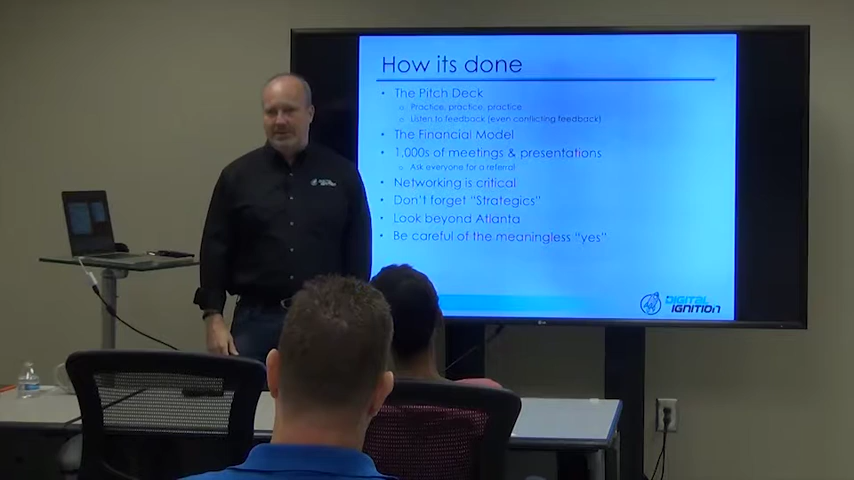 How its done
• The Pitch Deck
o Practice, practice, practice
o Listen to feedback (even conflicting feedback)
• The Financial Model
• 1,000s of meetings & presentations
o Ask everyone for a referral
• Networking is critical
• Don't forget "Strategics"
• Look beyond Atlanta
• Be careful of the meaningless "yes"
DIGITAL
IGNITION
DIGITAL
IGNITION